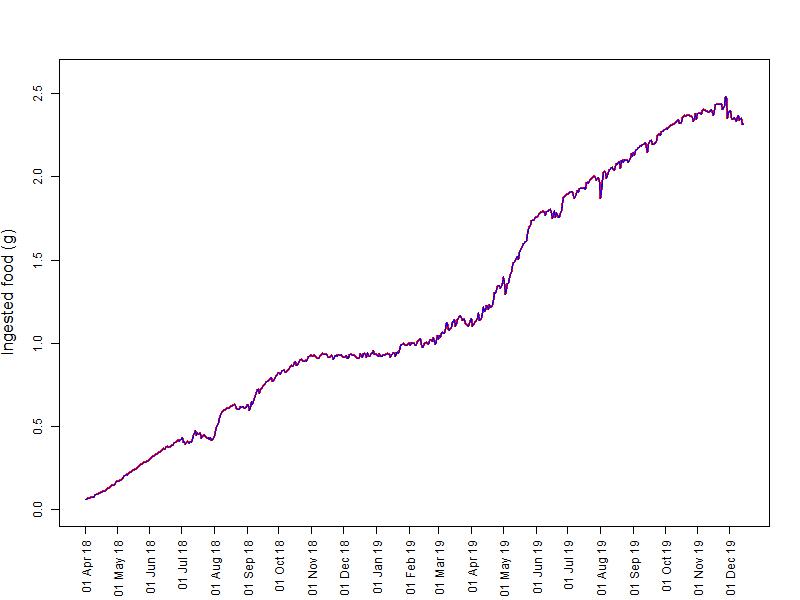 Ingested food (g)
2.5
2.0
1.5
1.0
0.5
0.0
01 Apr 18
01 May 18
01 Jun 18
01 Jul 18
01 Aug 18
01 Sep 18
01 Oct 18
01 Nov 18
01 Dec 18
01 Jan 19
01 Feb 19
01 Mar 19
01 Apr 19
01 May 19
01 Jun 19
01 Jul 19
01 Aug 19
01 Sep 19
01 Oct 19
01 Nov 19
01 Dec 19